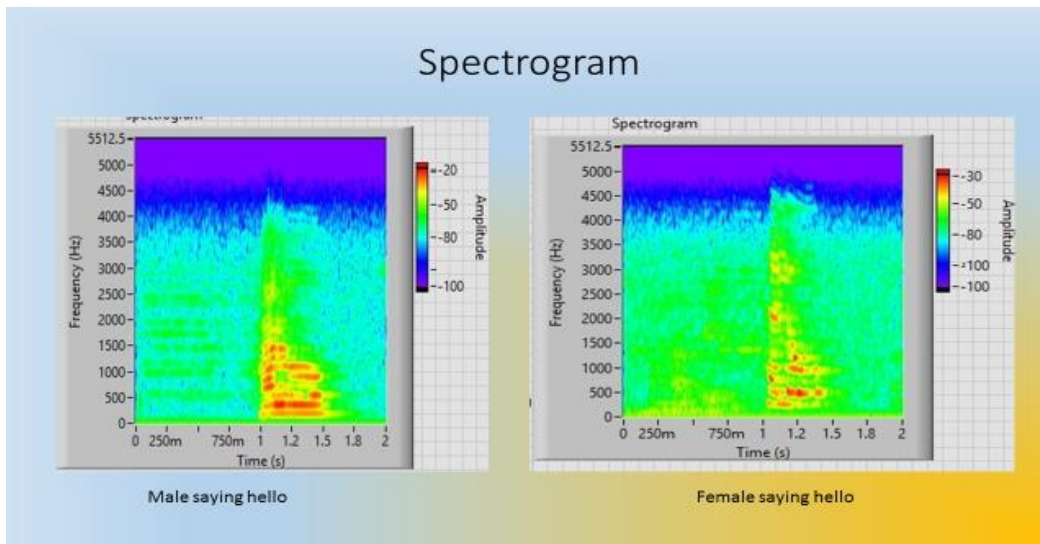 Spectrogram
Spectrogram
5512.5
5000
4500
4000
3500
3000
2500
2000
1500
1000
500
0
Frequency (Hz)
0 250m 750m 1 1.2 1.5 1.8 2
Time (s)
-20
-50
-80
-100
Amplitude
Male saying hello
Spectrogram
5512.5
5000
4500
4000
3500
3000
2500
2000
1500
1000
500
0
Frequency (Hz)
0 250m 750m 1 1.2 1.5 1.8 2
Time (s)
-30
-50
-80
-100
-100
Amplitude
Female saying hello